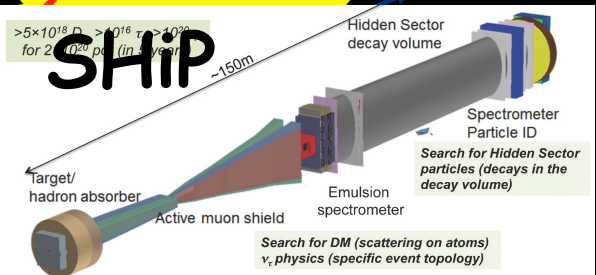 >5×10¹⁸ D, >10¹⁶ τ, >10²⁰
for 2 10²⁰ (in years)
SHiP
~150m
Hidden Sector
decay volume
Spectrometer
Particle ID
Search for Hidden Sector
particles (decays in the
decay volume)
Target/
hadron absorber
Active muon shield
Emulsion
spectrometer
Search for DM (scattering on atoms)
ντ physics (specific event topology)